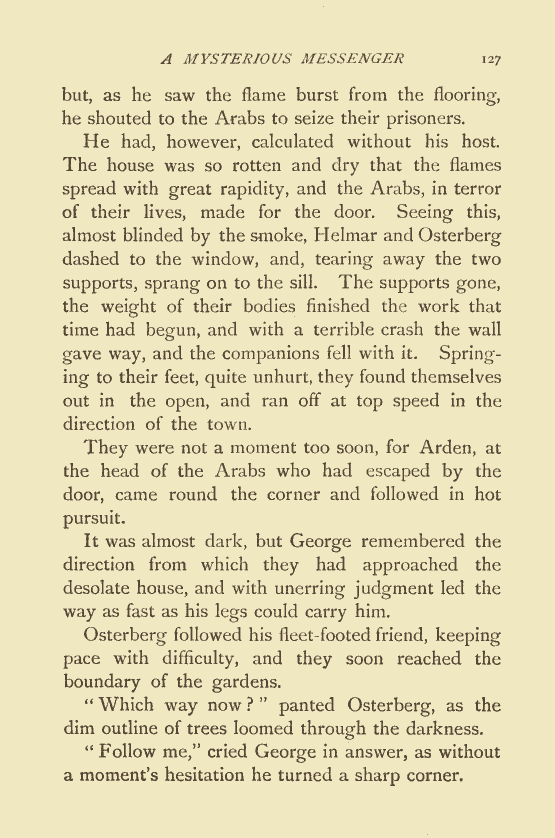 A MYSTERIOUS MESSENGER 127
but, as he saw the flame burst from the flooring,
he shouted to the Arabs to seize their prisoners.
He had, however, calculated without his host.
The house was so rotten and dry that the flames
spread with great rapidity, and the Arabs, in terror
of their lives, made for the door. Seeing this,
almost blinded by the smoke, Helmar and Osterberg
dashed to the window, and, tearing away the two
supports, sprang on to the sill. The supports gone,
the weight of their bodies finished the work that
time had begun, and with a terrible crash the wall
gave way, and the companions fell with it. Spring-
ing to their feet, quite unhurt, they found themselves
out in the open, and ran off at top speed in the
direction of the town.
They were not a moment too soon, for Arden, at
the head of the Arabs who had escaped by the
door, came round the corner and followed in hot
pursuit.
It was almost dark, but George remembered the
direction from which they had approached the
desolate house, and with unerring judgment led the
way as fast as his legs could carry him.
Osterberg followed his fleet-footed friend, keeping
pace with difficulty, and they soon reached the
boundary of the gardens.
“ Which way now ? ” panted Osterberg, as the
dim outline of trees loomed through the darkness.
“ Follow me,” cried George in answer, as without
a moment's hesitation he turned a sharp corner.